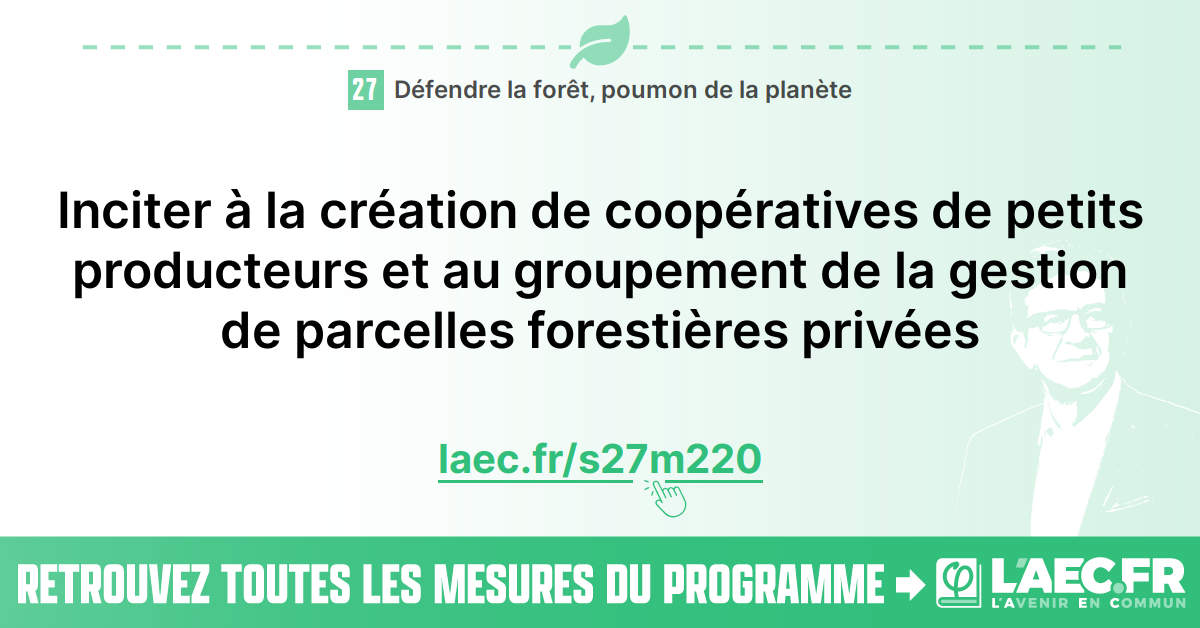 27 Défendre la forêt, poumon de la planète
Inciter à la création de coopératives de petits
producteurs et au groupement de la gestion
de parcelles forestières privées
laec.fr/s27m220
RETROUVEZ TOUTES LES MESURES DU PROGRAMME
φ L'AEC.FR
L'AVENIR EN COMMUN